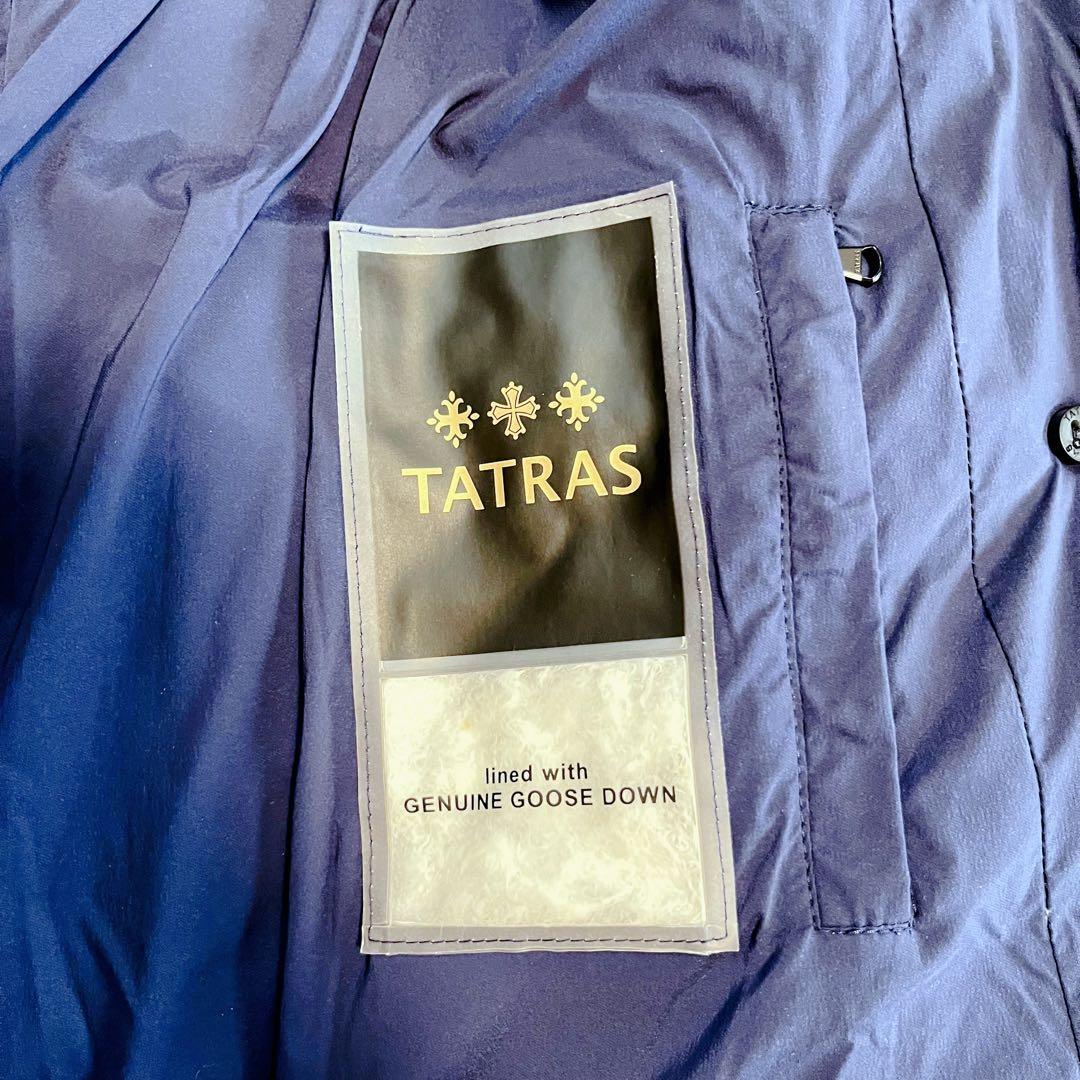 TATRAS
lined with
GENUINE GOOSE DOWN